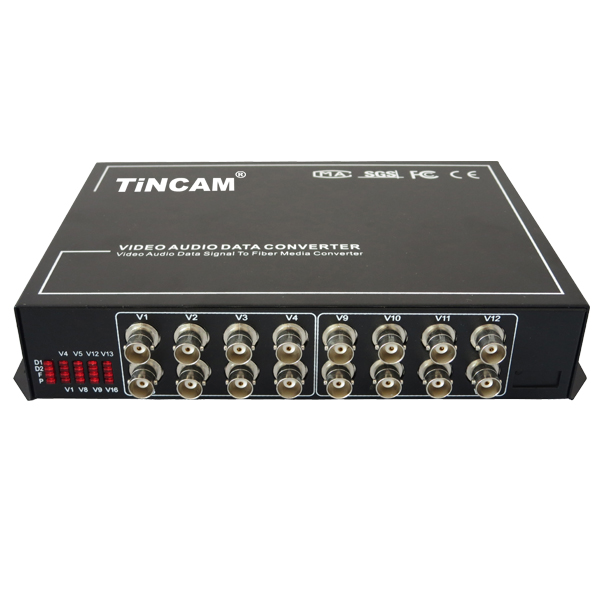 TiNCAM®
MA SGS FC CE
VIDEO AUDIO DATA CONVERTER
Video Audio Data Signal To Fiber Media Converter
V1 V2 V3 V4 V9 V10 V11 V12
V4 V5 V12 V13
D1
D2
F
P
V1 V8 V9 V16